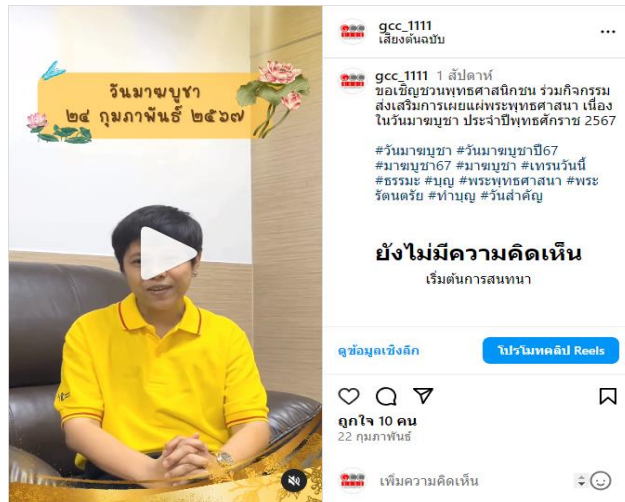 วันมาฆบูชา
๒๔ กุมภาพันธ์ ๒๕๖๗
gcc_1111
เสียงต้นฉบับ
gcc_1111 1 สัปดาห์
ขอเชิญชวนพุทธศาสนิกชน ร่วมกิจกรรม
ส่งเสริมการเผยแผ่พระพุทธศาสนา เนื่อง
ในวันมาฆบูชา ประจำปีพุทธศักราช 2567
#วันมาฆบูชา #วันมาฆบูชาปี67
#มาฆบูชา67 #มาฆบูชา #เทรนวันนี้
#ธรรมะ #บุญ #พระพุทธศาสนา #พระ
รัตนตรัย #ทำบุญ #วันสำคัญ
ยังไม่มีความคิดเห็น
เริ่มต้นการสนทนา
ดูข้อมูลเชิงลึก
โปรโมทคลิป Reels
ถูกใจ 10 คน
22 กุมภาพันธ์
เพิ่มความคิดเห็น